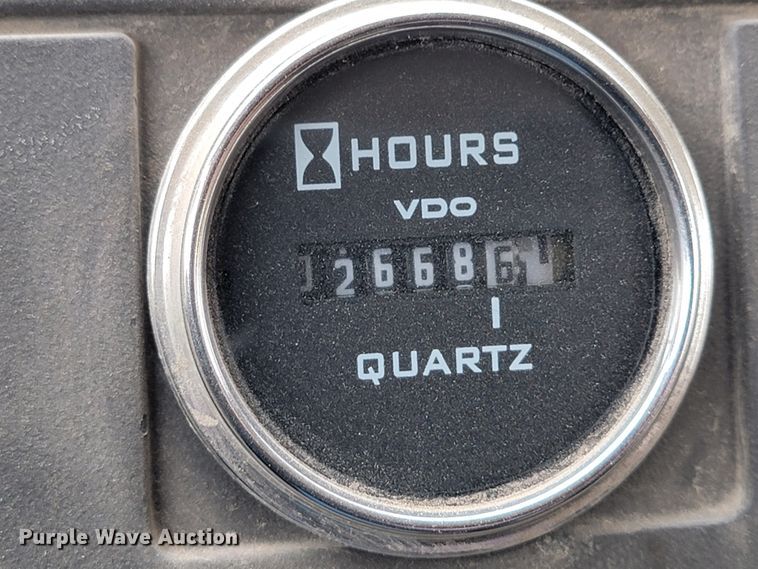 HOURS
VDO
26686
QUARTZ
Purple Wave Auction